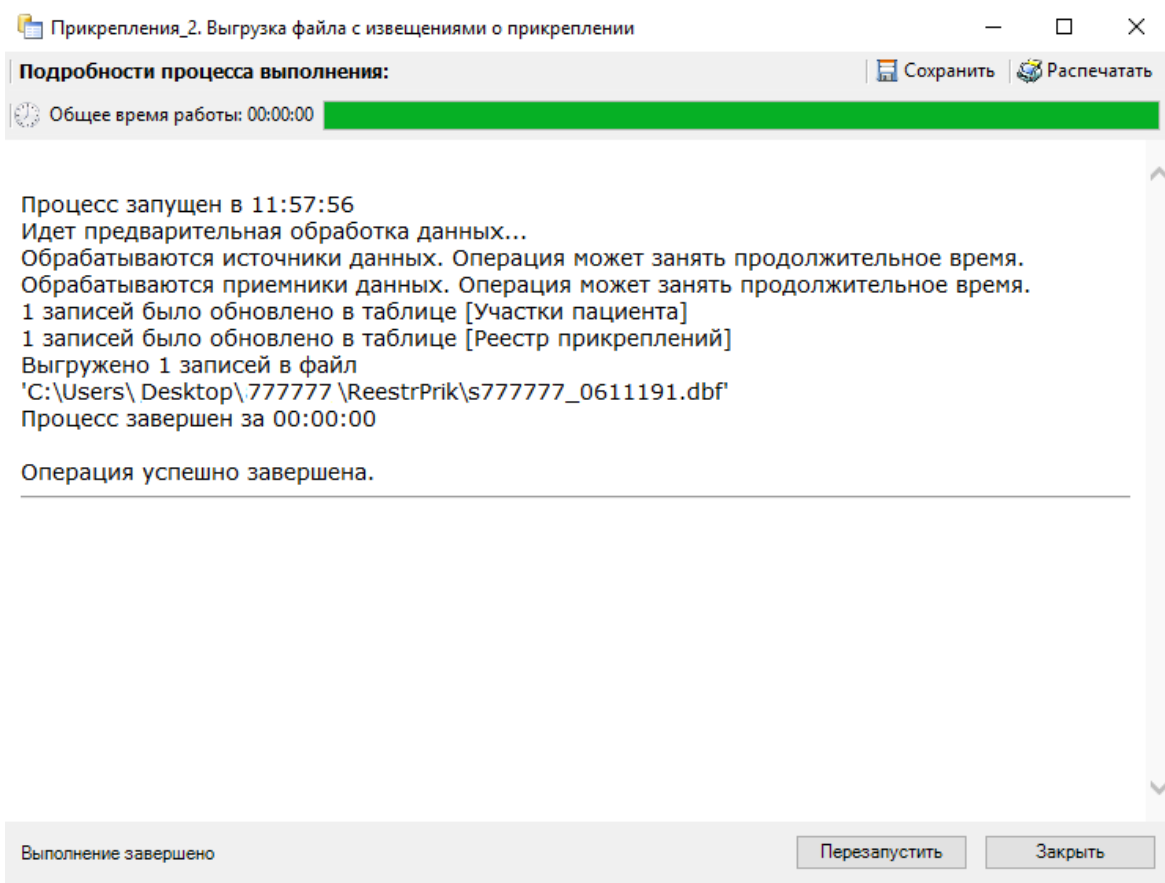 Прикрепления_2. Выгрузка файла с извещениями о прикреплении
Подробности процесса выполнения:
Сохранить
Распечатать
Общее время работы: 00:00:00
Процесс запущен в 11:57:56
Идет предварительная обработка данных...
Обрабатываются источники данных. Операция может занять продолжительное время.
Обрабатываются приемники данных. Операция может занять продолжительное время.
1 записей было обновлено в таблице [Участки пациента]
1 записей было обновлено в таблице [Реестр прикреплений]
Выгружено 1 записей в файл
'C:\Users\ Desktop\777777 \ReestrPrik\s777777_0611191.dbf'
Процесс завершен за 00:00:00
Операция успешно завершена.
Выполнение завершено
Перезапустить
Закрыть